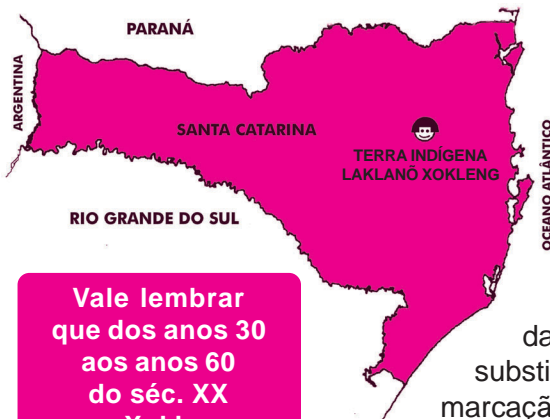 PARANÁ
ARGENTINA
SANTA CATARINA
TERRA INDÍGENA
LAKLANÕ XOKLENG
OCEANO ATLÂNTICO
RIO GRANDE DO SUL
Vale lembrar
que dos anos 30
aos anos 60
do séc. XX
da
substi
marcação